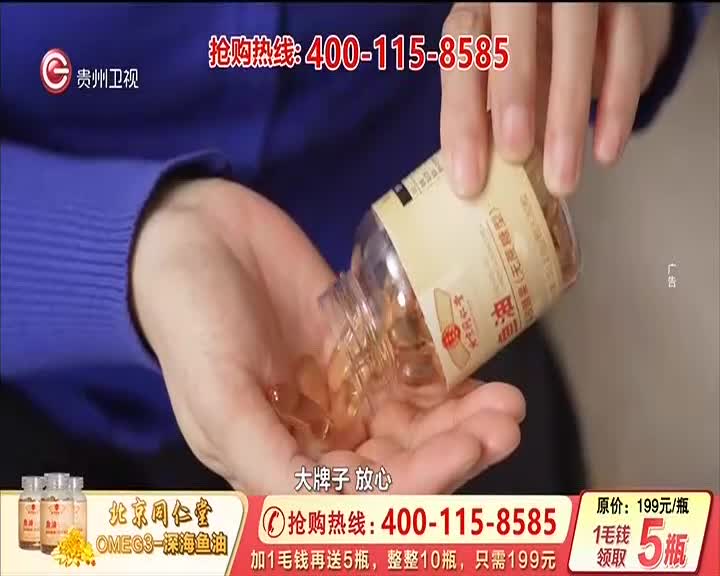 抢购热线: 400-115-8585
贵州卫视
广告
鱼油
大牌子 放心
北京同仁堂
OMEG3-深海鱼油
抢购热线: 400-115-8585
加1毛钱再送5瓶，整整10瓶，只需199元
原价：199元/瓶
1毛钱
领取
5瓶